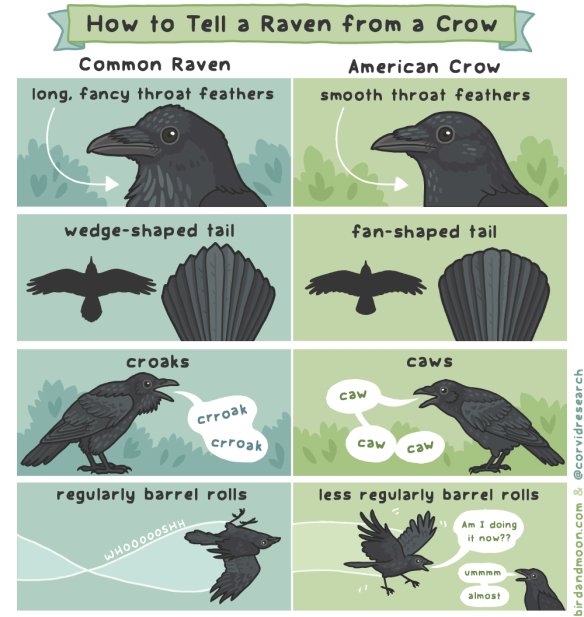 How to Tell a Raven from a Crow
Common Raven
American Crow
long, fancy throat feathers
smooth throat feathers
wedge-shaped tail
fan-shaped tail
croaks
crroak
crroak
caws
caw
caw
caw
regularly barrel rolls
WHOOOOOSHH
less regularly barrel rolls
Am I doing
it now??
ummmm
almost
birdandmoon.com & @corvidresearch